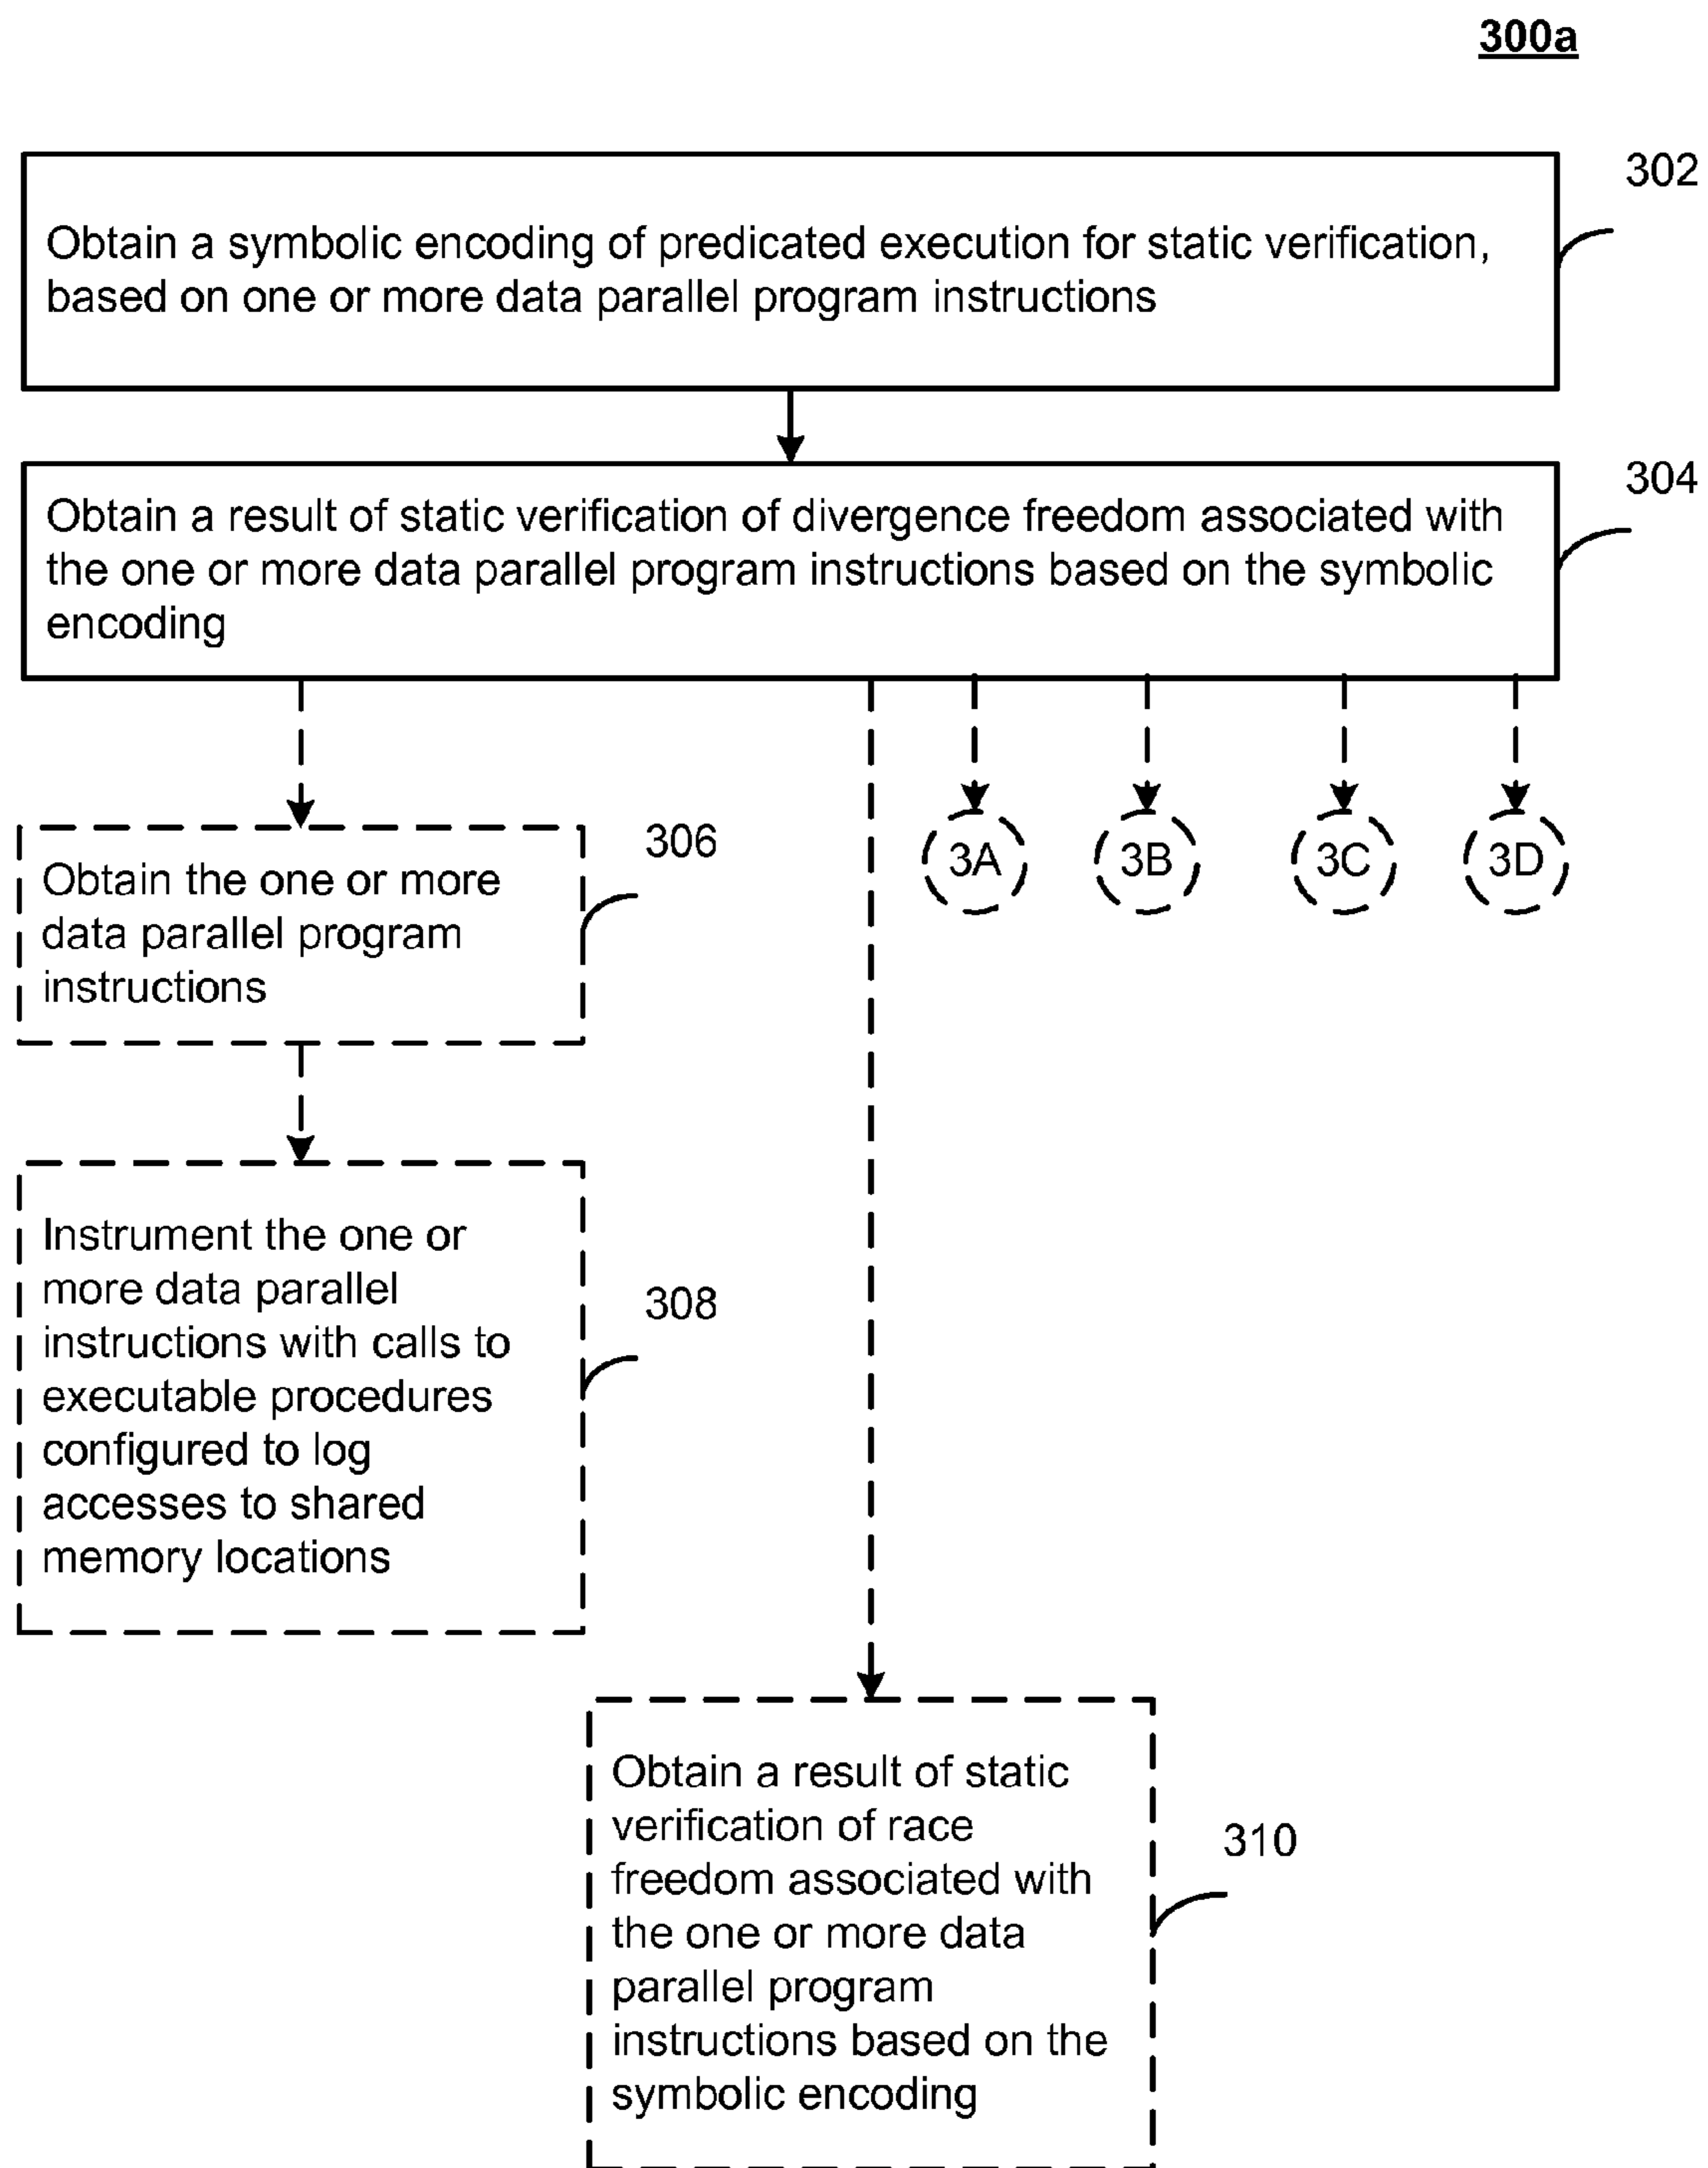 300a
302
Obtain a symbolic encoding of predicated execution for static verification,
based on one or more data parallel program instructions
304
Obtain a result of static verification of divergence freedom associated with
the one or more data parallel program instructions based on the symbolic
encoding
306
Obtain the one or more
data parallel program
instructions
3A
3B
3C
3D
308
Instrument the one or
more data parallel
instructions with calls to
executable procedures
configured to log
accesses to shared
memory locations
310
Obtain a result of static
verification of race
freedom associated with
the one or more data
parallel program
instructions based on the
symbolic encoding